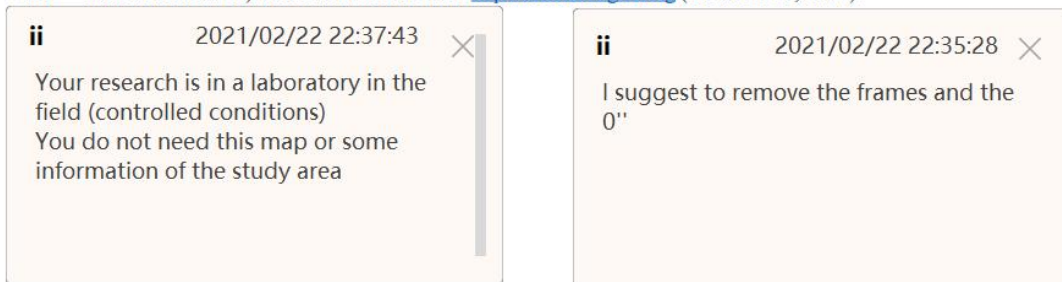 ii 2021/02/22 22:37:43
Your research is in a laboratory in the
field (controlled conditions)
You do not need this map or some
information of the study area
ii 2021/02/22 22:35:28
I suggest to remove the frames and the
0''